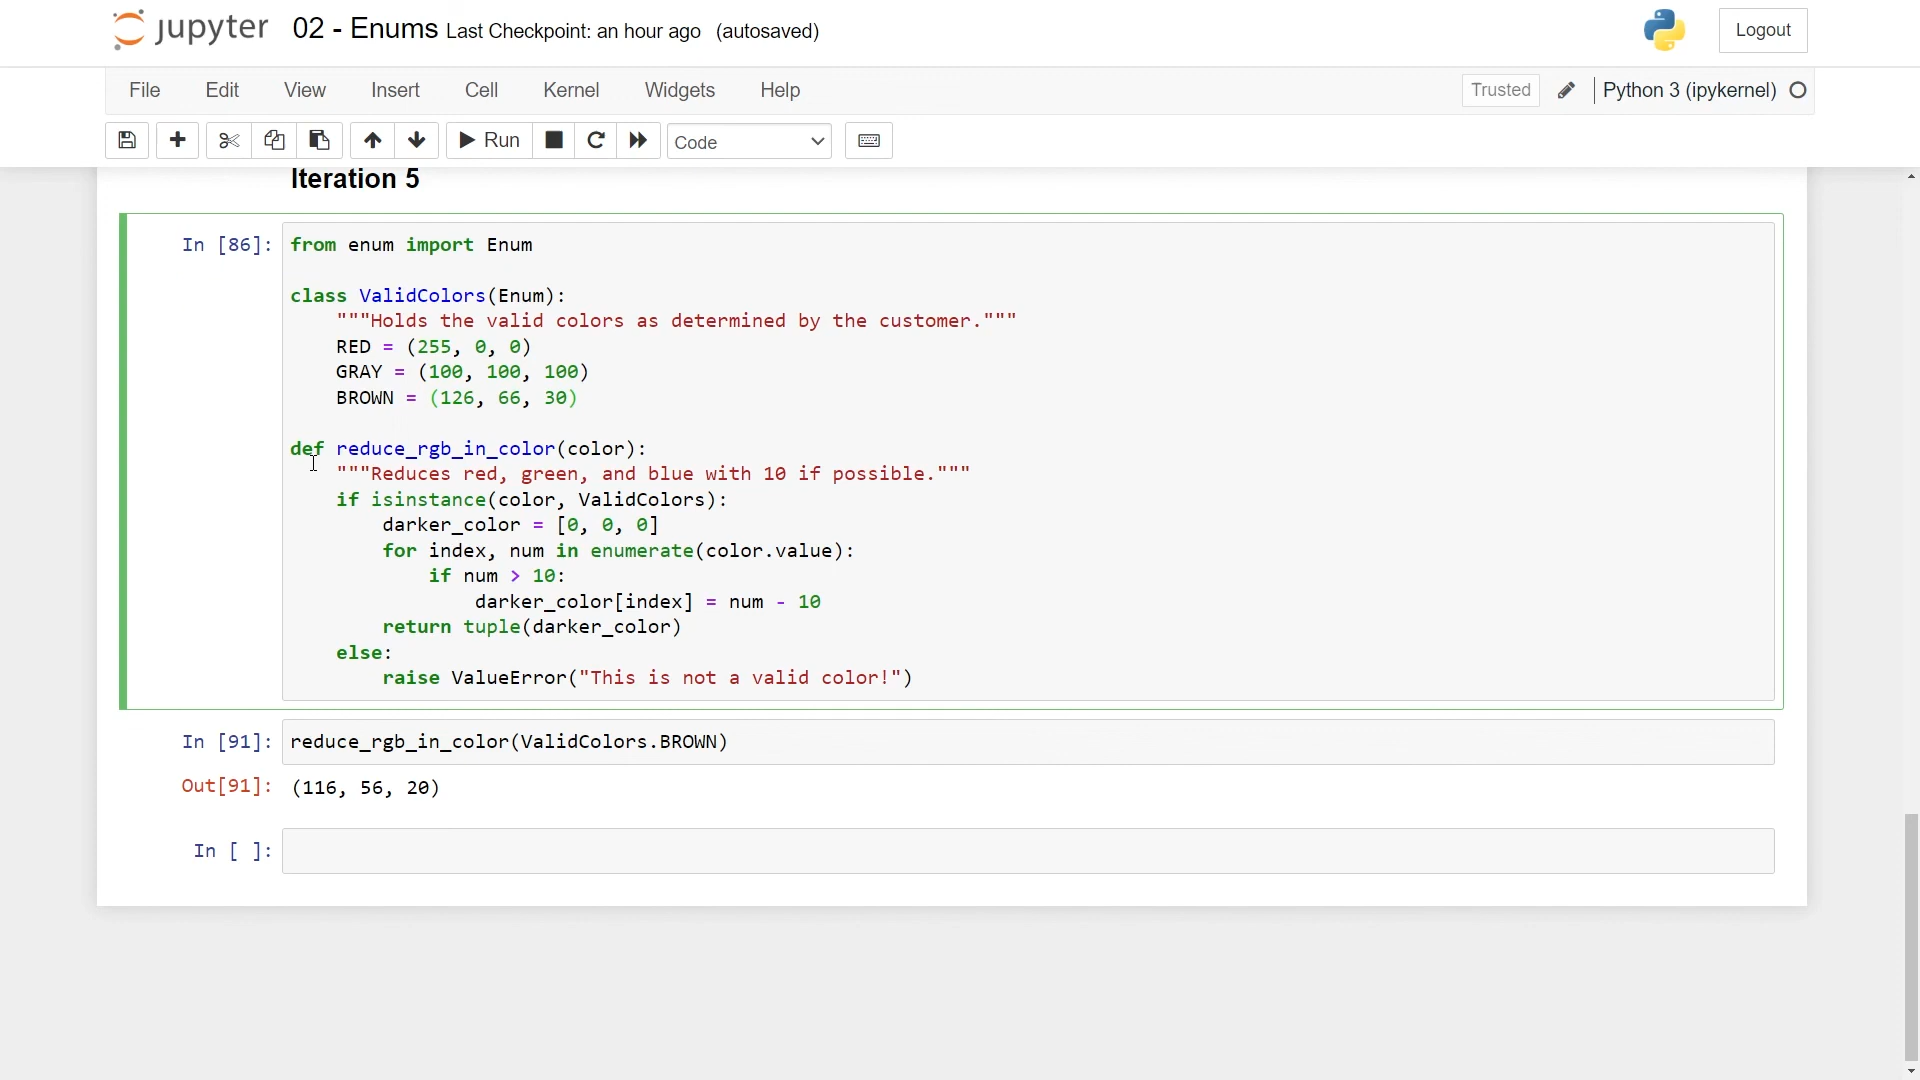 jupyter 02 - Enums Last Checkpoint: an hour ago (autosaved) Logout
File Edit View Insert Cell Kernel Widgets Help Trusted Python 3 (ipykernel)
Run Code
Iteration 5
In [86]: from enum import Enum
class ValidColors(Enum):
"""Holds the valid colors as determined by the customer."""
RED = (255, 0, 0)
GRAY = (100, 100, 100)
BROWN = (126, 66, 30)
def reduce_rgb_in_color(color):
"""Reduces red, green, and blue with 10 if possible."""
if isinstance(color, ValidColors):
darker_color = [0, 0, 0]
for index, num in enumerate(color.value):
if num > 10:
darker_color[index] = num - 10
return tuple(darker_color)
else:
raise ValueError("This is not a valid color!")
In [91]: reduce_rgb_in_color(ValidColors.BROWN)
Out[91]: (116, 56, 20)
In [ ]: